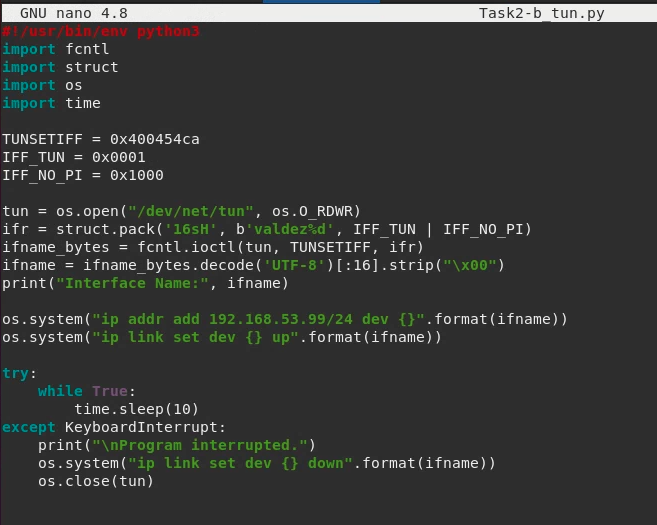 GNU nano 4.8 Task2-b_tun.py
#!/usr/bin/env python3
import fcntl
import struct
import os
import time
TUNSETIFF = 0x400454ca
IFF_TUN = 0x0001
IFF_NO_PI = 0x1000
tun = os.open("/dev/net/tun", os.O_RDWR)
ifr = struct.pack('16sH', b'valdez%d', IFF_TUN | IFF_NO_PI)
ifname_bytes = fcntl.ioctl(tun, TUNSETIFF, ifr)
ifname = ifname_bytes.decode('UTF-8')[:16].strip("\x00")
print("Interface Name:", ifname)
os.system("ip addr add 192.168.53.99/24 dev {}".format(ifname))
os.system("ip link set dev {} up".format(ifname))
try:
    while True:
        time.sleep(10)
except KeyboardInterrupt:
    print("\nProgram interrupted.")
    os.system("ip link set dev {} down".format(ifname))
    os.close(tun)